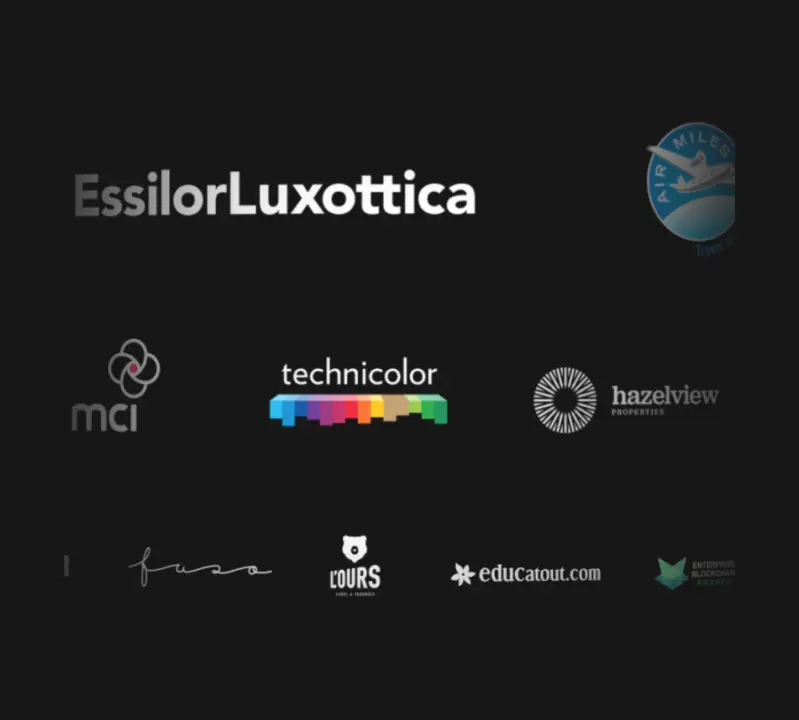 EssilorLuxottica
AIR MILES
mci
technicolor
hazelview
PROPERTIES
fuso
L'OURS
educatout.com
ENTERPRISE
BLOCKCHAIN
AWARDS